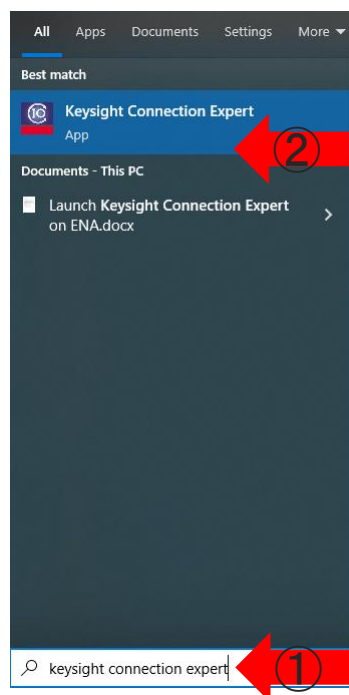 All Apps Documents Settings More
Best match
Keysight Connection Expert
App
②
Documents - This PC
Launch Keysight Connection Expert
on ENA.docx
keysight connection expert ①